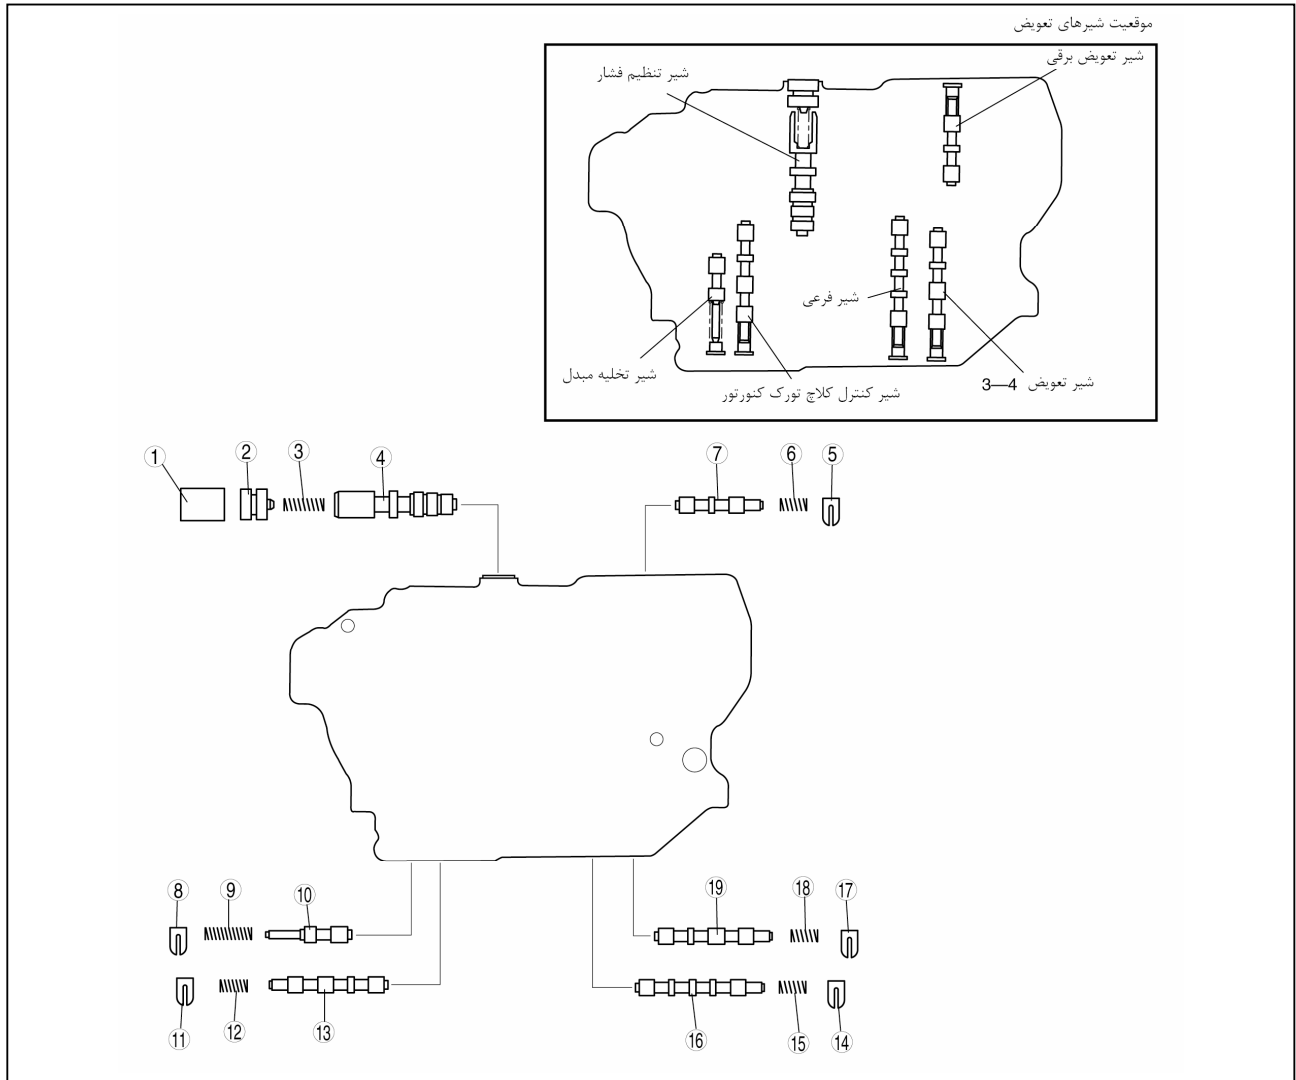 موقعیت شیرهای تعویض
شیر تعویض برقی
شیر تنظیم فشار
شیر فرعی
شیر تخلیه مبدل
شیر تعویض 3—4
شیر کنترل کلاچ تورک کنورتور
1
2
3
4
7
6
5
8
9
10
19
18
17
11
12
13
16
15
14